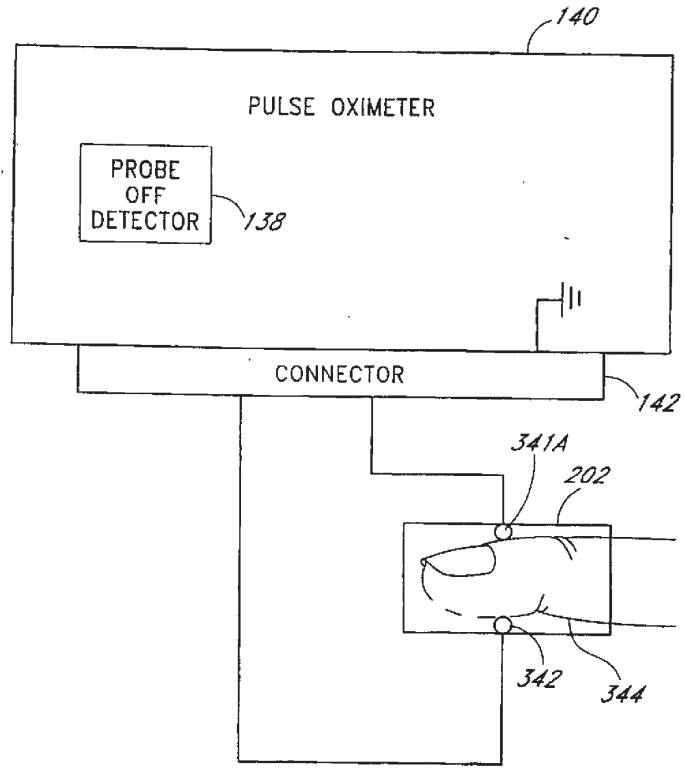 140
PULSE OXIMETER
PROBE
OFF
DETECTOR
138
CONNECTOR
142
341A
202
342
344